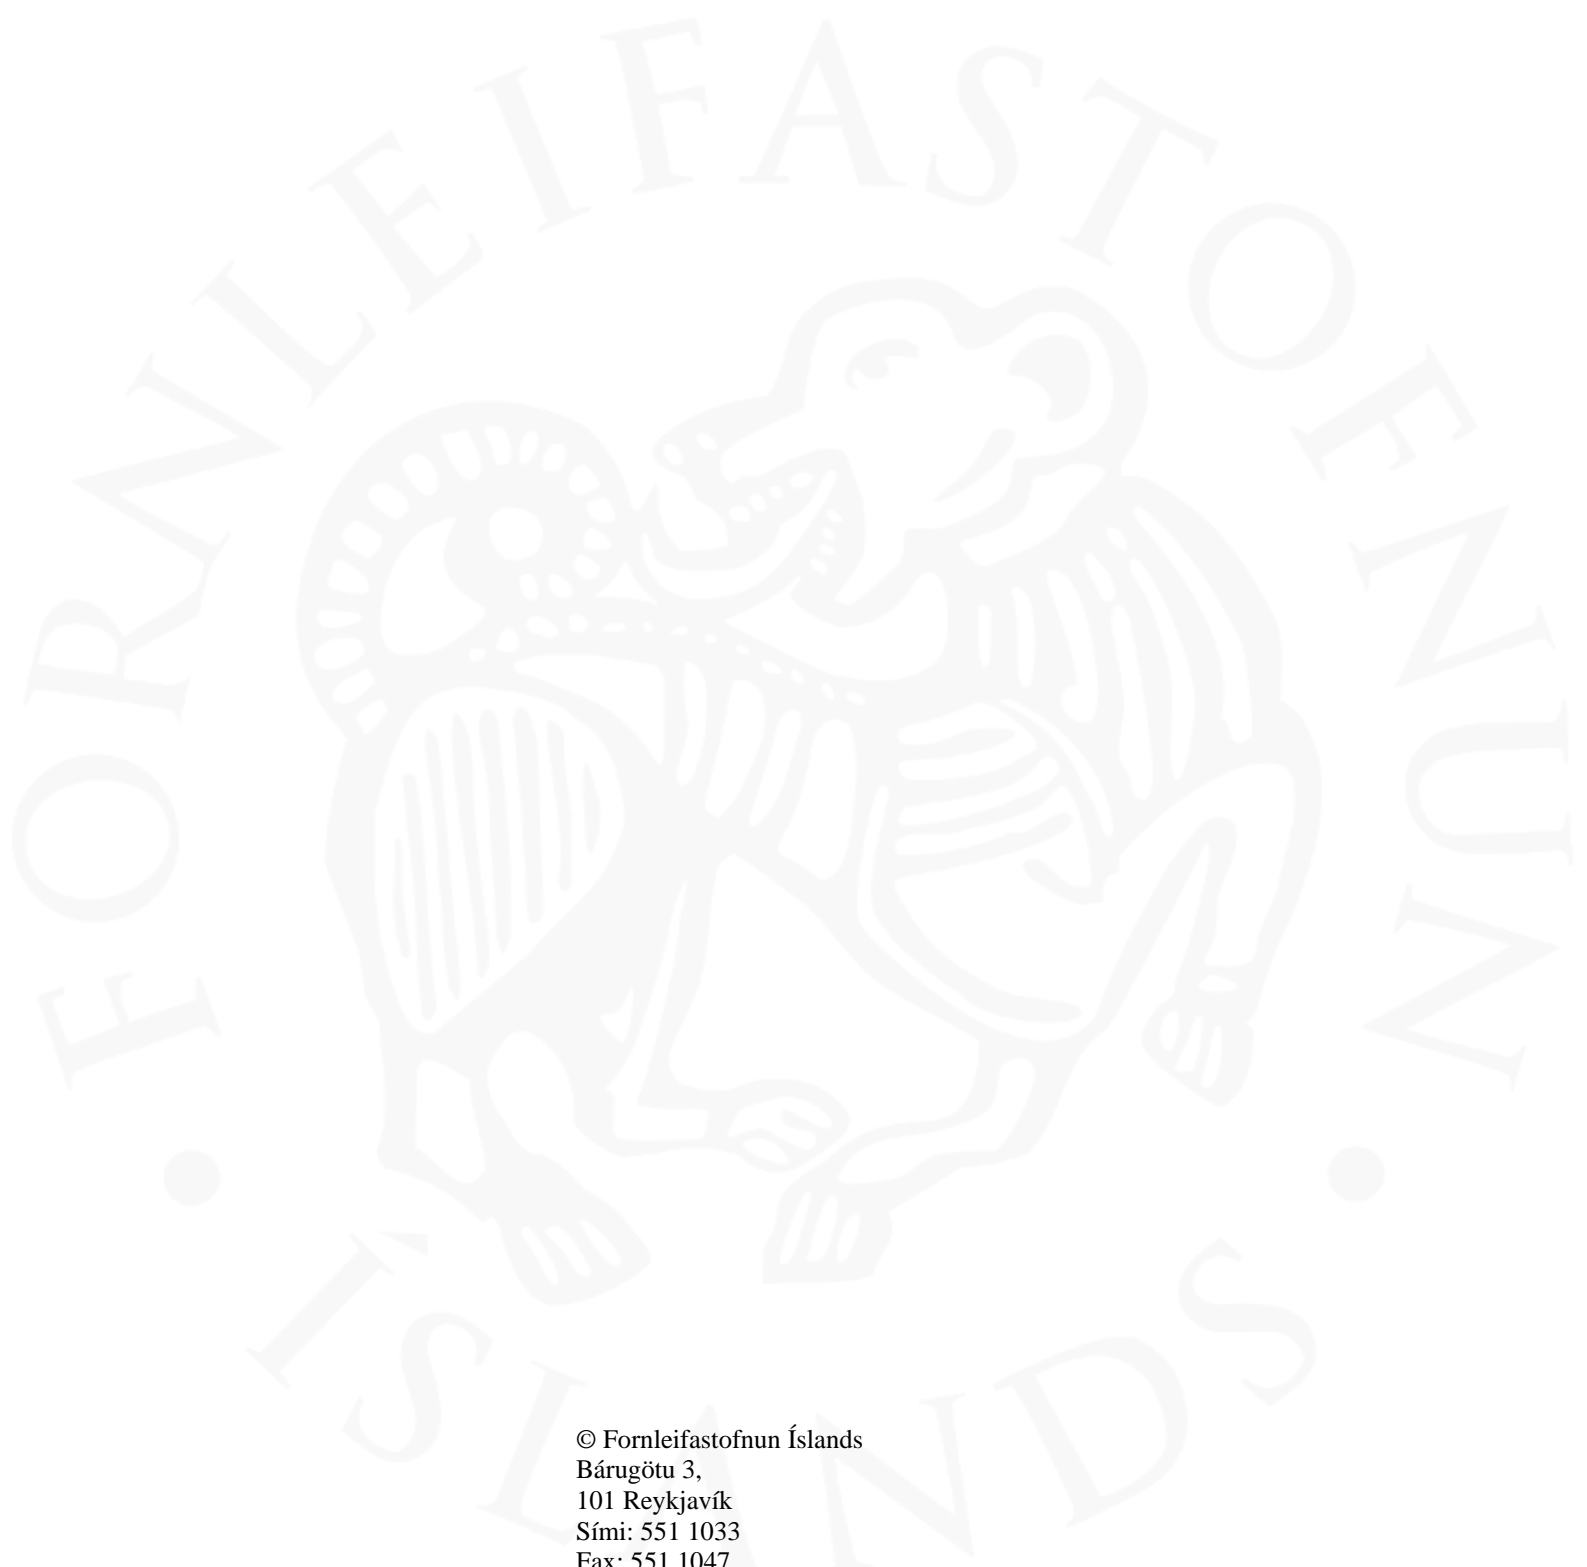 FORNLEIFASTOFNUN
ÍSLANDS
© Fornleifastofnun Íslands
Bárugötu 3,
101 Reykjavík
Sími: 551 1033
Fax: 551 1047